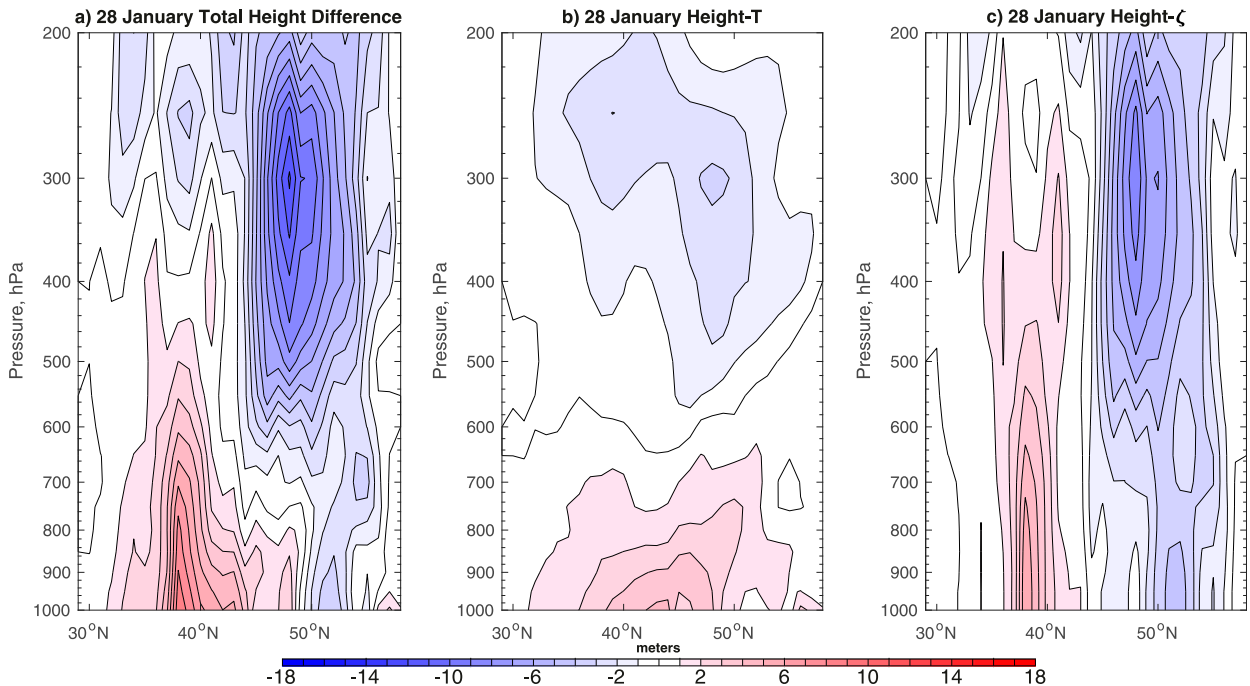 a) 28 January Total Height Difference
b) 28 January Height-T
c) 28 January Height-ζ
200
300
400
500
600
700
800
900
1000
Pressure, hPa
30°N
40°N
50°N
200
300
400
500
600
700
800
900
1000
Pressure, hPa
30°N
40°N
50°N
200
300
400
500
600
700
800
900
1000
Pressure, hPa
30°N
40°N
50°N
meters
-18 -14 -10 -6 -2 2 6 10 14 18